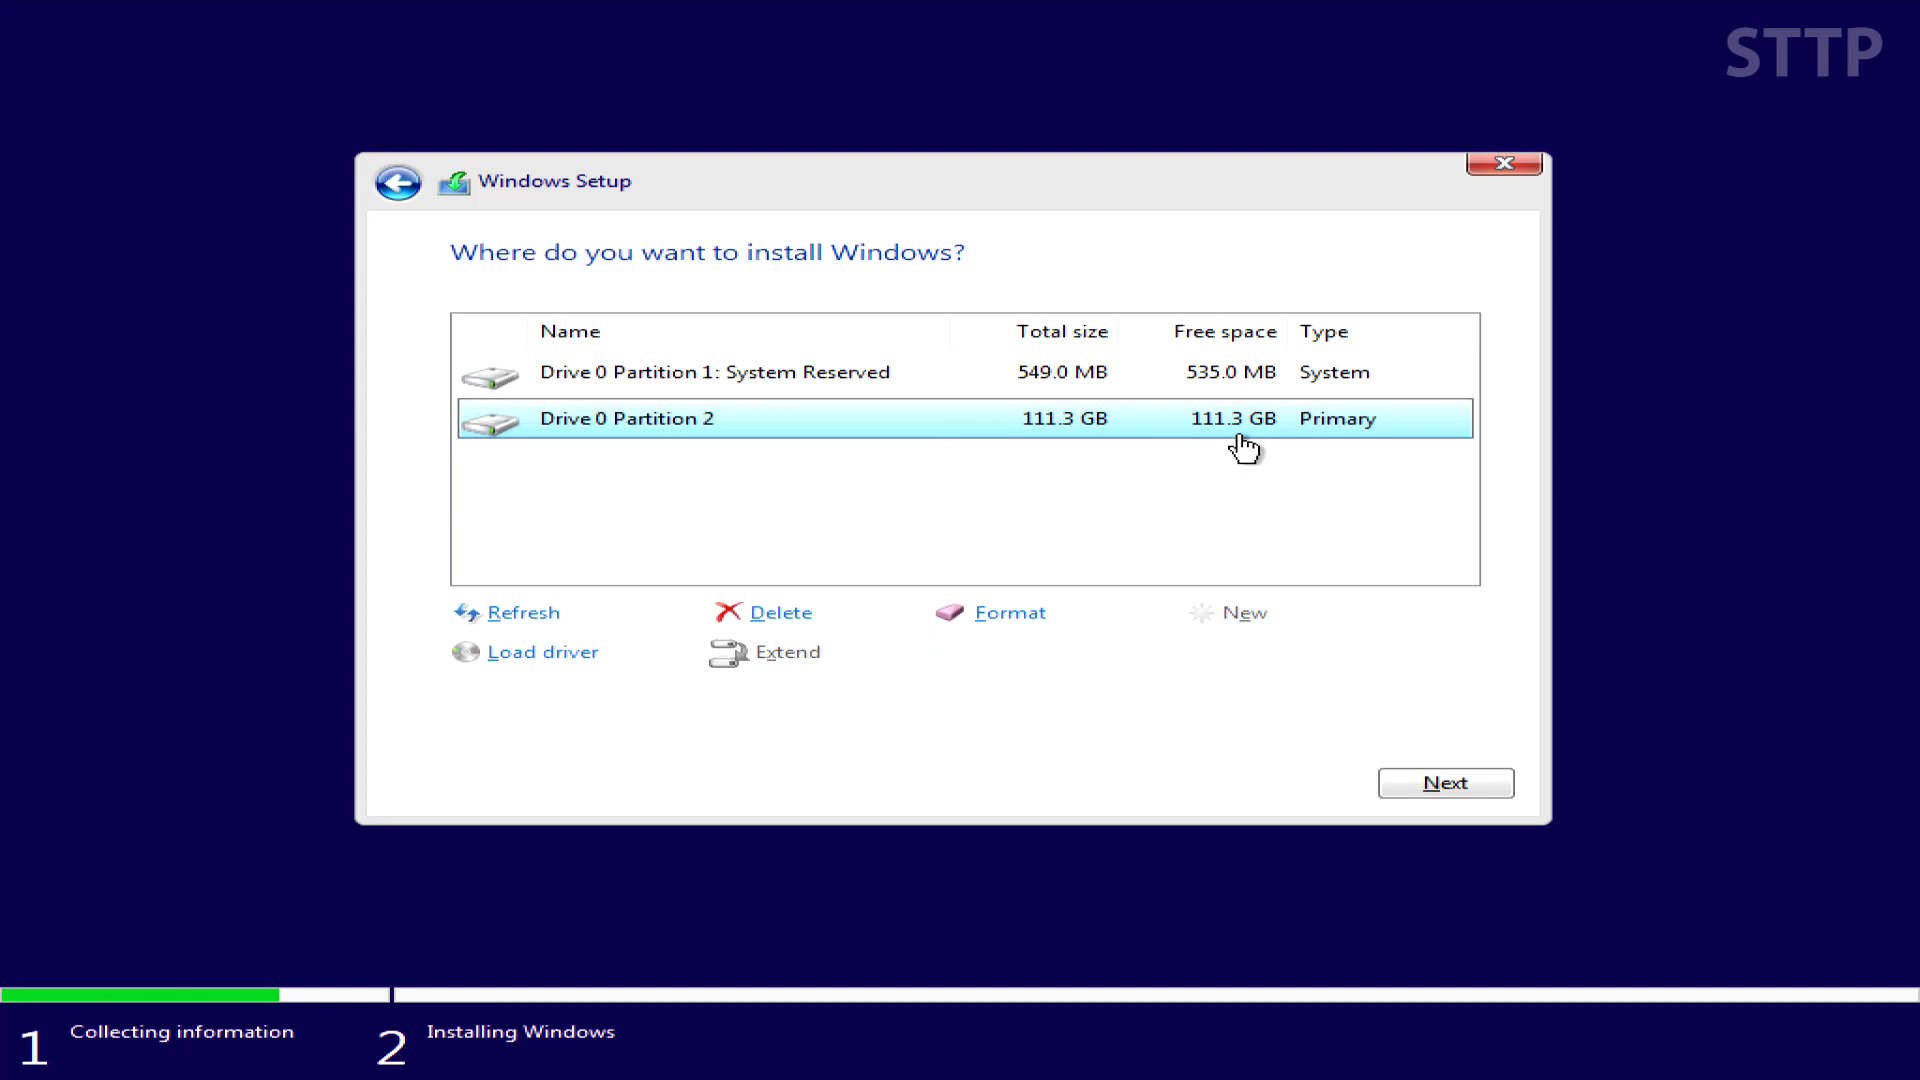 STTP
Windows Setup
Where do you want to install Windows?
Name Total size Free space Type
Drive 0 Partition 1: System Reserved 549.0 MB 535.0 MB System
Drive 0 Partition 2 111.3 GB 111.3 GB Primary
Refresh Delete Format New
Load driver Extend
Next
1 Collecting information 2 Installing Windows